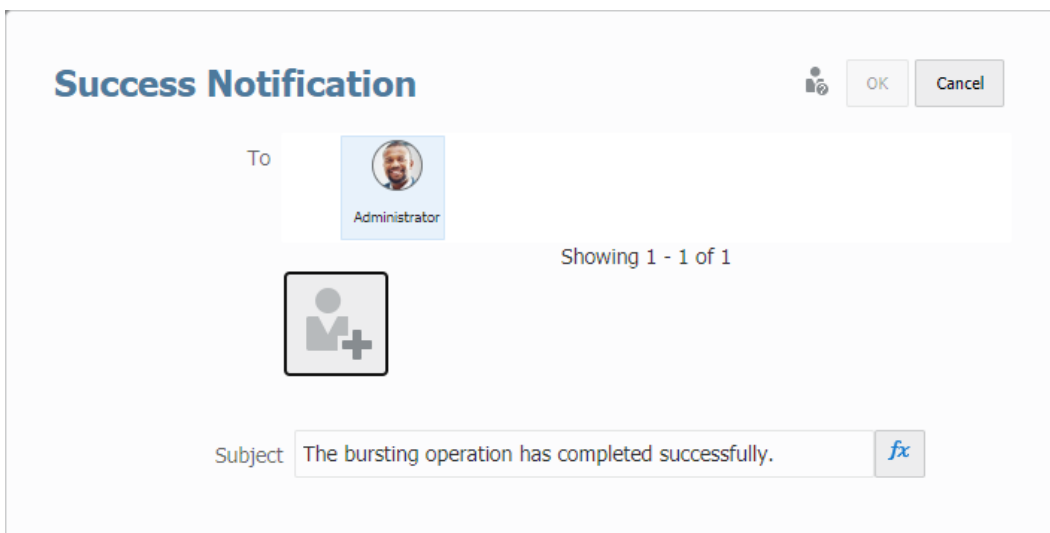 Success Notification
OK
Cancel
To
Administrator
Showing 1 - 1 of 1
Subject
The bursting operation has completed successfully.
fx